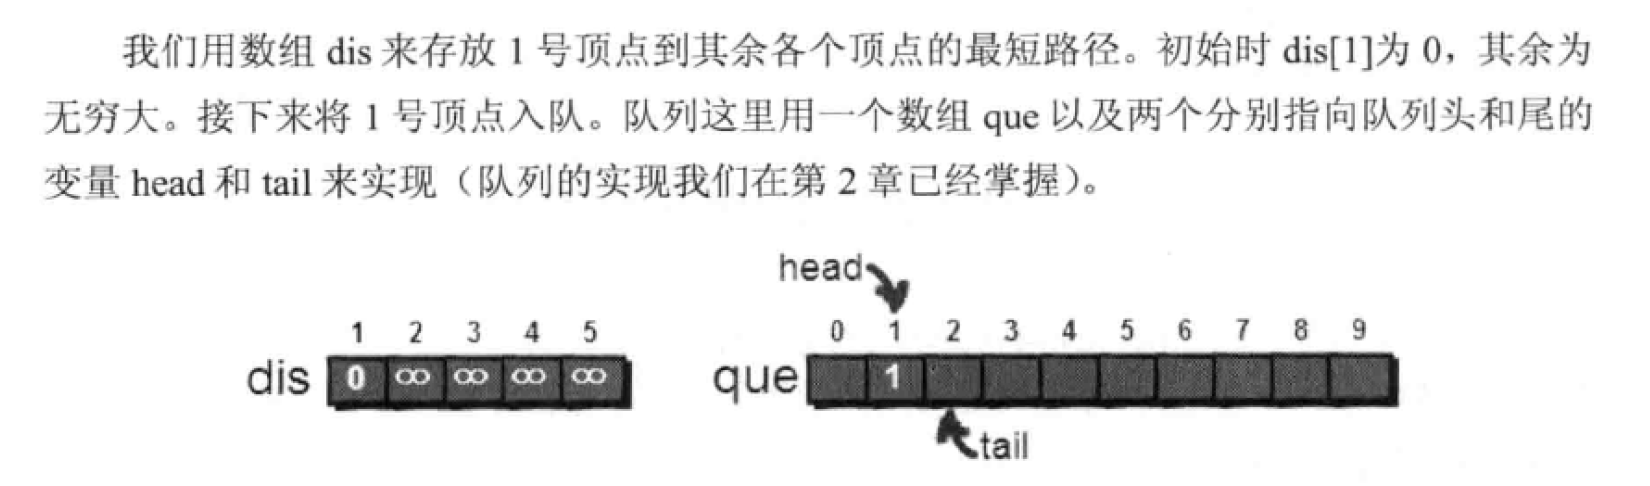 我们用数组 dis 来存放 1 号顶点到其余各个顶点的最短路径。初始时 dis[1]为 0，其余为
无穷大。接下来将 1 号顶点入队。队列这里用一个数组 que 以及两个分别指向队列头和尾的
变量 head 和 tail 来实现（队列的实现我们在第 2 章已经掌握）。
head
1 2 3 4 5
0 1 2 3 4 5 6 7 8 9
dis 0 ∞ ∞ ∞ ∞
que 1
tail